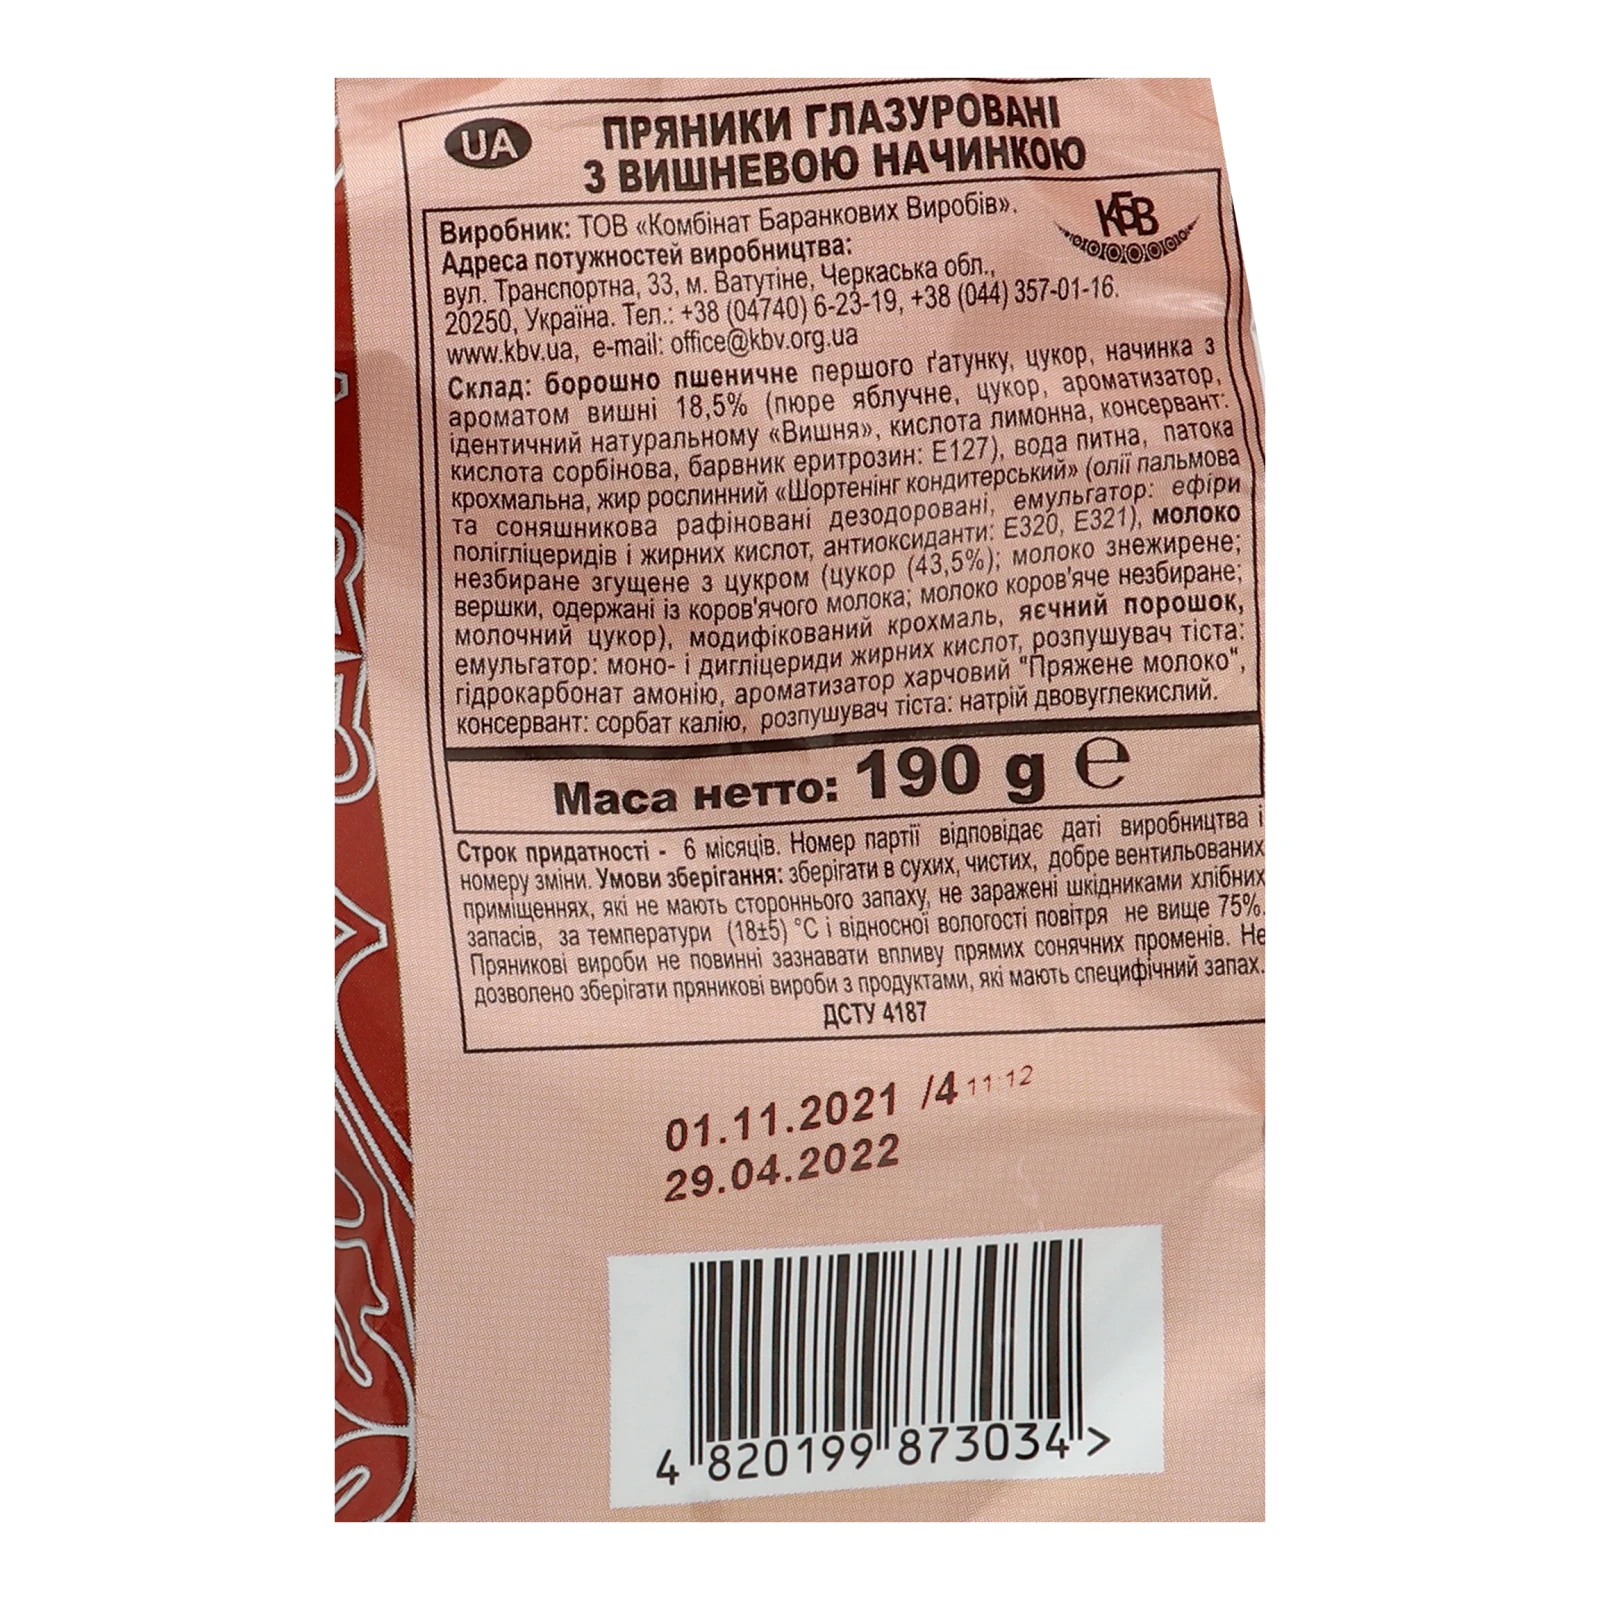 UA
ПРЯНИКИ ГЛАЗУРОВАНІ
З ВИШНЕВОЮ НАЧИНКОЮ
КБВ
Виробник: ТОВ «Комбінат Баранкових Виробів».
Адреса потужностей виробництва:
вул. Транспортна, 33, м. Ватутіне, Черкаська обл.,
20250, Україна. Тел.: +38 (04740) 6-23-19, +38 (044) 357-01-16.
www.kbv.ua, e-mail: office@kbv.org.ua
Склад: борошно пшеничне першого ґатунку, цукор, начинка з
ароматом вишні 18,5% (пюре яблучне, цукор, ароматизатор,
ідентичний натуральному «Вишня», кислота лимонна, консервант:
кислота сорбінова, барвник еритрозин: Е127), вода питна, патока
крохмальна, жир рослинний «Шортенінг кондитерський» (олії пальмова
та соняшникова рафіновані дезодоровані, емульгатор: ефіри
полігліцеридів і жирних кислот, антиоксиданти: Е320, Е321), молоко
незбиране згущене з цукром (цукор (43,5%); молоко знежирене;
вершки, одержані із коров'ячого молока; молоко коров'яче незбиране;
молочний цукор), модифікований крохмаль, яєчний порошок,
емульгатор: моно- і дигліцериди жирних кислот, розпушувач тіста:
гідрокарбонат амонію, ароматизатор харчовий "Пряжене молоко",
консервант: сорбат калію, розпушувач тіста: натрій двовуглекислий.
Маса нетто: 190 g ℮
Строк придатності - 6 місяців. Номер партії відповідає даті виробництва і
номеру зміни. Умови зберігання: зберігати в сухих, чистих, добре вентильованих
приміщеннях, які не мають стороннього запаху, не заражені шкідниками хлібних
запасів, за температури (18±5) °С і відносної вологості повітря не вище 75%.
Пряникові вироби не повинні зазнавати впливу прямих сонячних променів. Не
дозволено зберігати пряникові вироби з продуктами, які мають специфічний запах.
ДСТУ 4187
01.11.2021 /4 11:12
29.04.2022
4 820199 873034 >